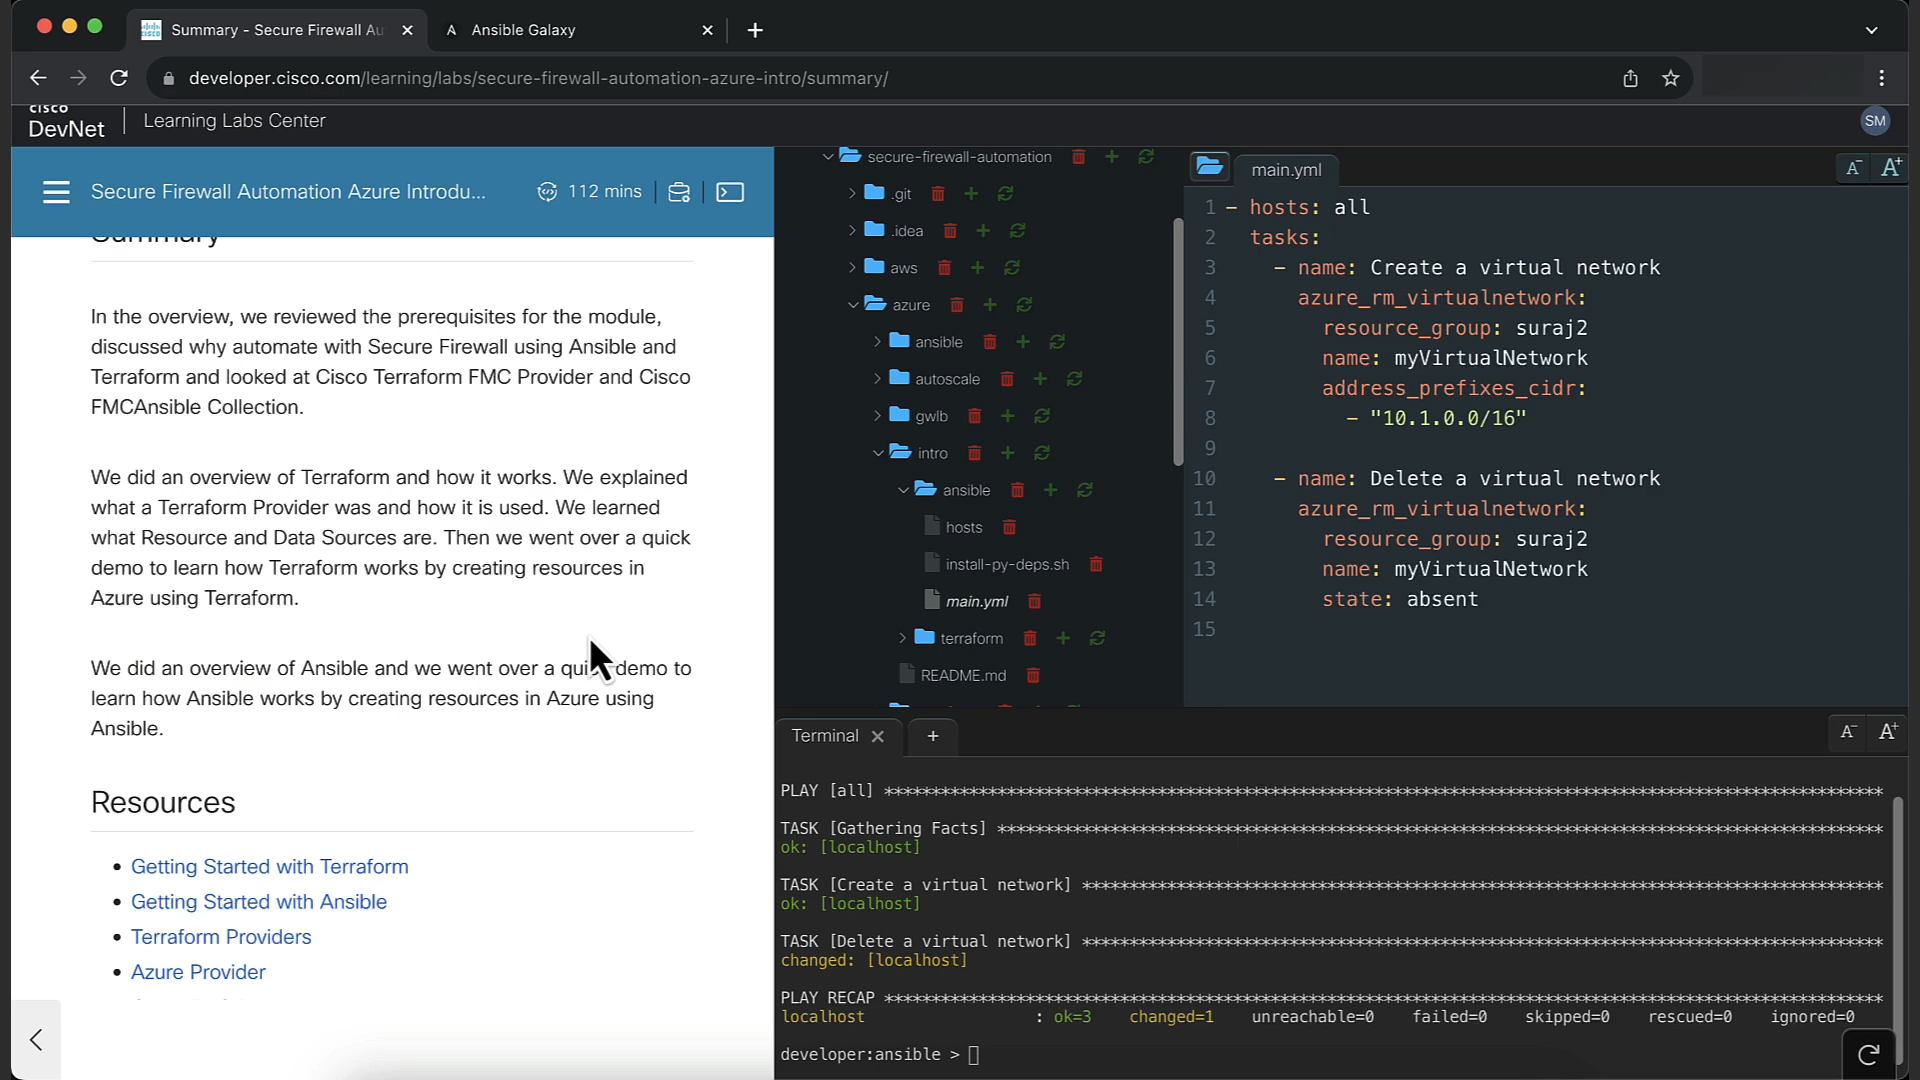 Summary - Secure Firewall Au
Ansible Galaxy
developer.cisco.com/learning/labs/secure-firewall-automation-azure-intro/summary/
cisco
DevNet
Learning Labs Center
SM
Secure Firewall Automation Azure Introdu...
112 mins
Summary
In the overview, we reviewed the prerequisites for the module,
discussed why automate with Secure Firewall using Ansible and
Terraform and looked at Cisco Terraform FMC Provider and Cisco
FMCAnsible Collection.
We did an overview of Terraform and how it works. We explained
what a Terraform Provider was and how it is used. We learned
what Resource and Data Sources are. Then we went over a quick
demo to learn how Terraform works by creating resources in
Azure using Terraform.
We did an overview of Ansible and we went over a quick demo to
learn how Ansible works by creating resources in Azure using
Ansible.
Resources
• Getting Started with Terraform
• Getting Started with Ansible
• Terraform Providers
• Azure Provider
secure-firewall-automation
.git
.idea
aws
azure
ansible
autoscale
gwlb
intro
ansible
hosts
install-py-deps.sh
main.yml
terraform
README.md
main.yml
A- A+
1 - hosts: all
2 tasks:
3 - name: Create a virtual network
4 azure_rm_virtualnetwork:
5 resource_group: suraj2
6 name: myVirtualNetwork
7 address_prefixes_cidr:
8 - "10.1.0.0/16"
9
10 - name: Delete a virtual network
11 azure_rm_virtualnetwork:
12 resource_group: suraj2
13 name: myVirtualNetwork
14 state: absent
15
Terminal
A- A+
PLAY [all] ****************************************************************************************************************************
TASK [Gathering Facts] ****************************************************************************************************************
ok: [localhost]
TASK [Create a virtual network] *******************************************************************************************************
ok: [localhost]
TASK [Delete a virtual network] *******************************************************************************************************
changed: [localhost]
PLAY RECAP ****************************************************************************************************************************
localhost : ok=3 changed=1 unreachable=0 failed=0 skipped=0 rescued=0 ignored=0
developer:ansible >